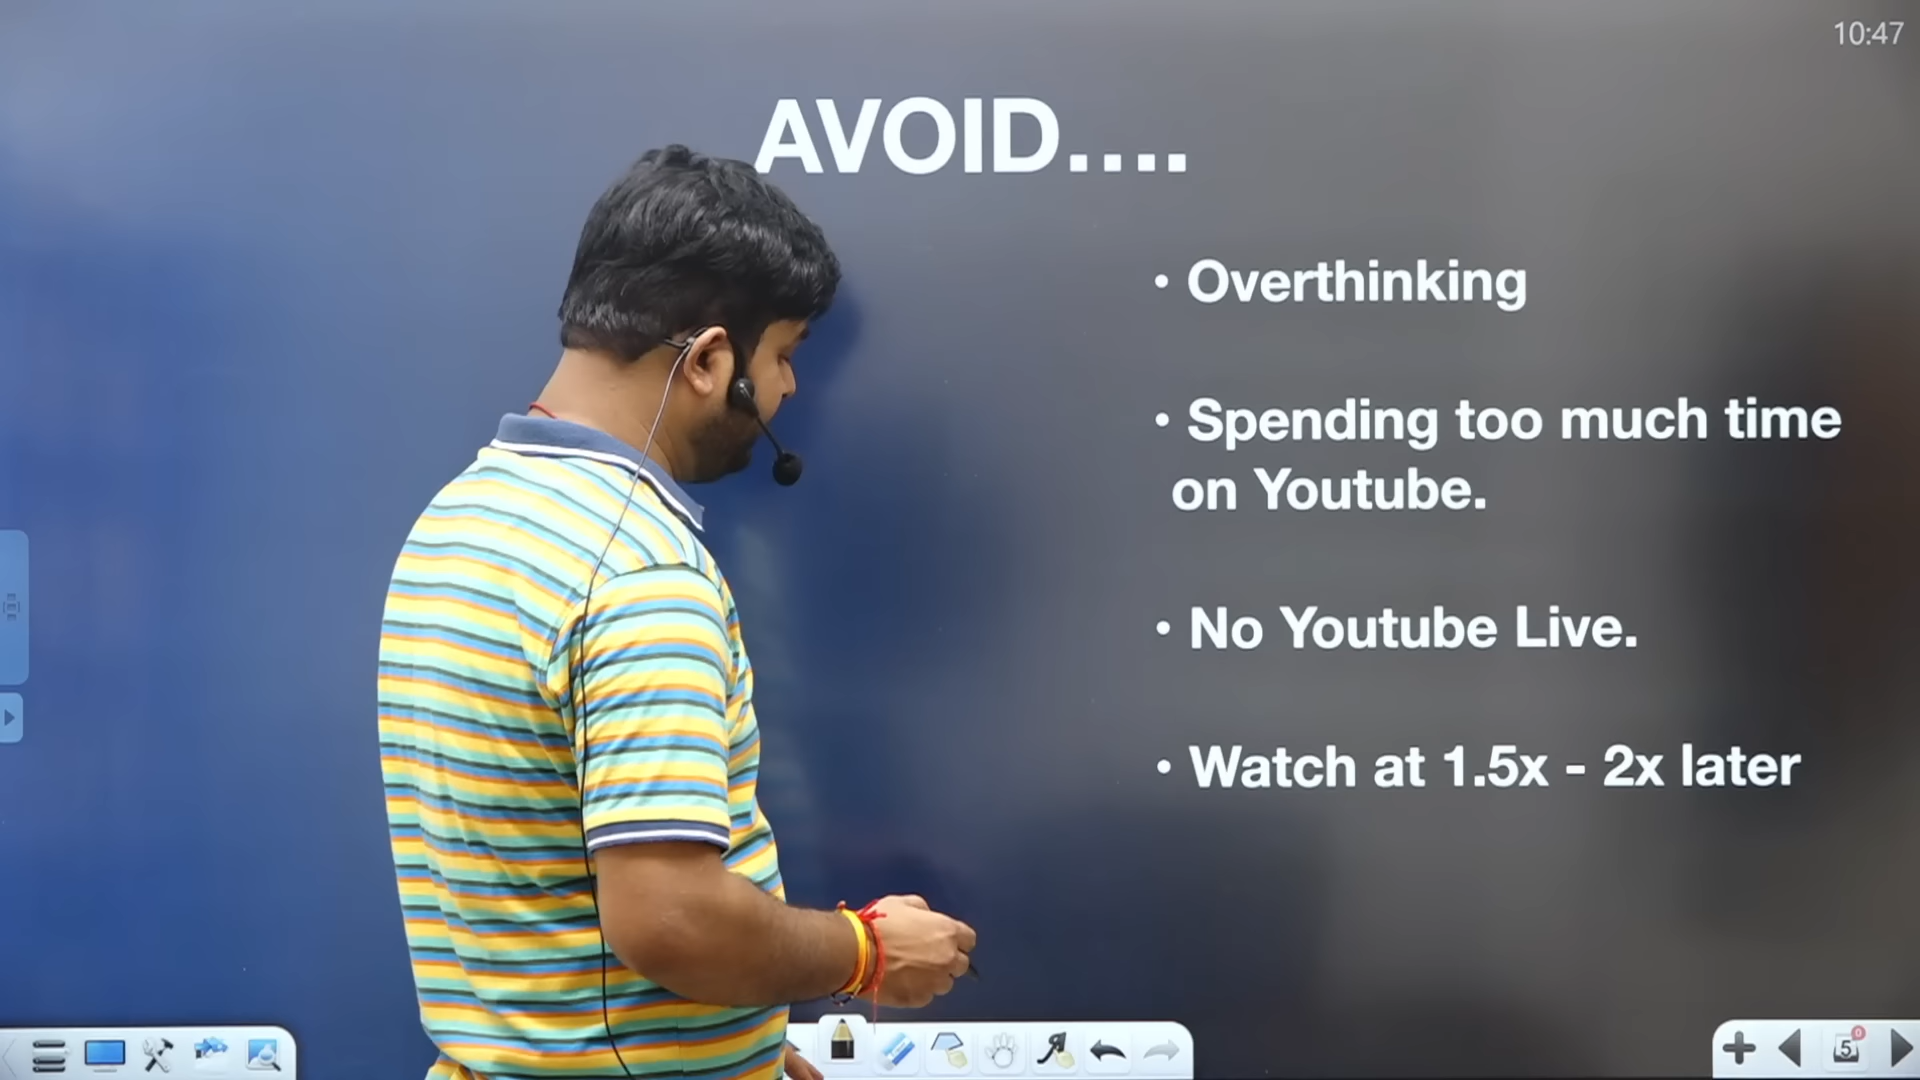 10:47
AVOID....
• Overthinking
• Spending too much time
on Youtube.
• No Youtube Live.
• Watch at 1.5x - 2x later
5
0